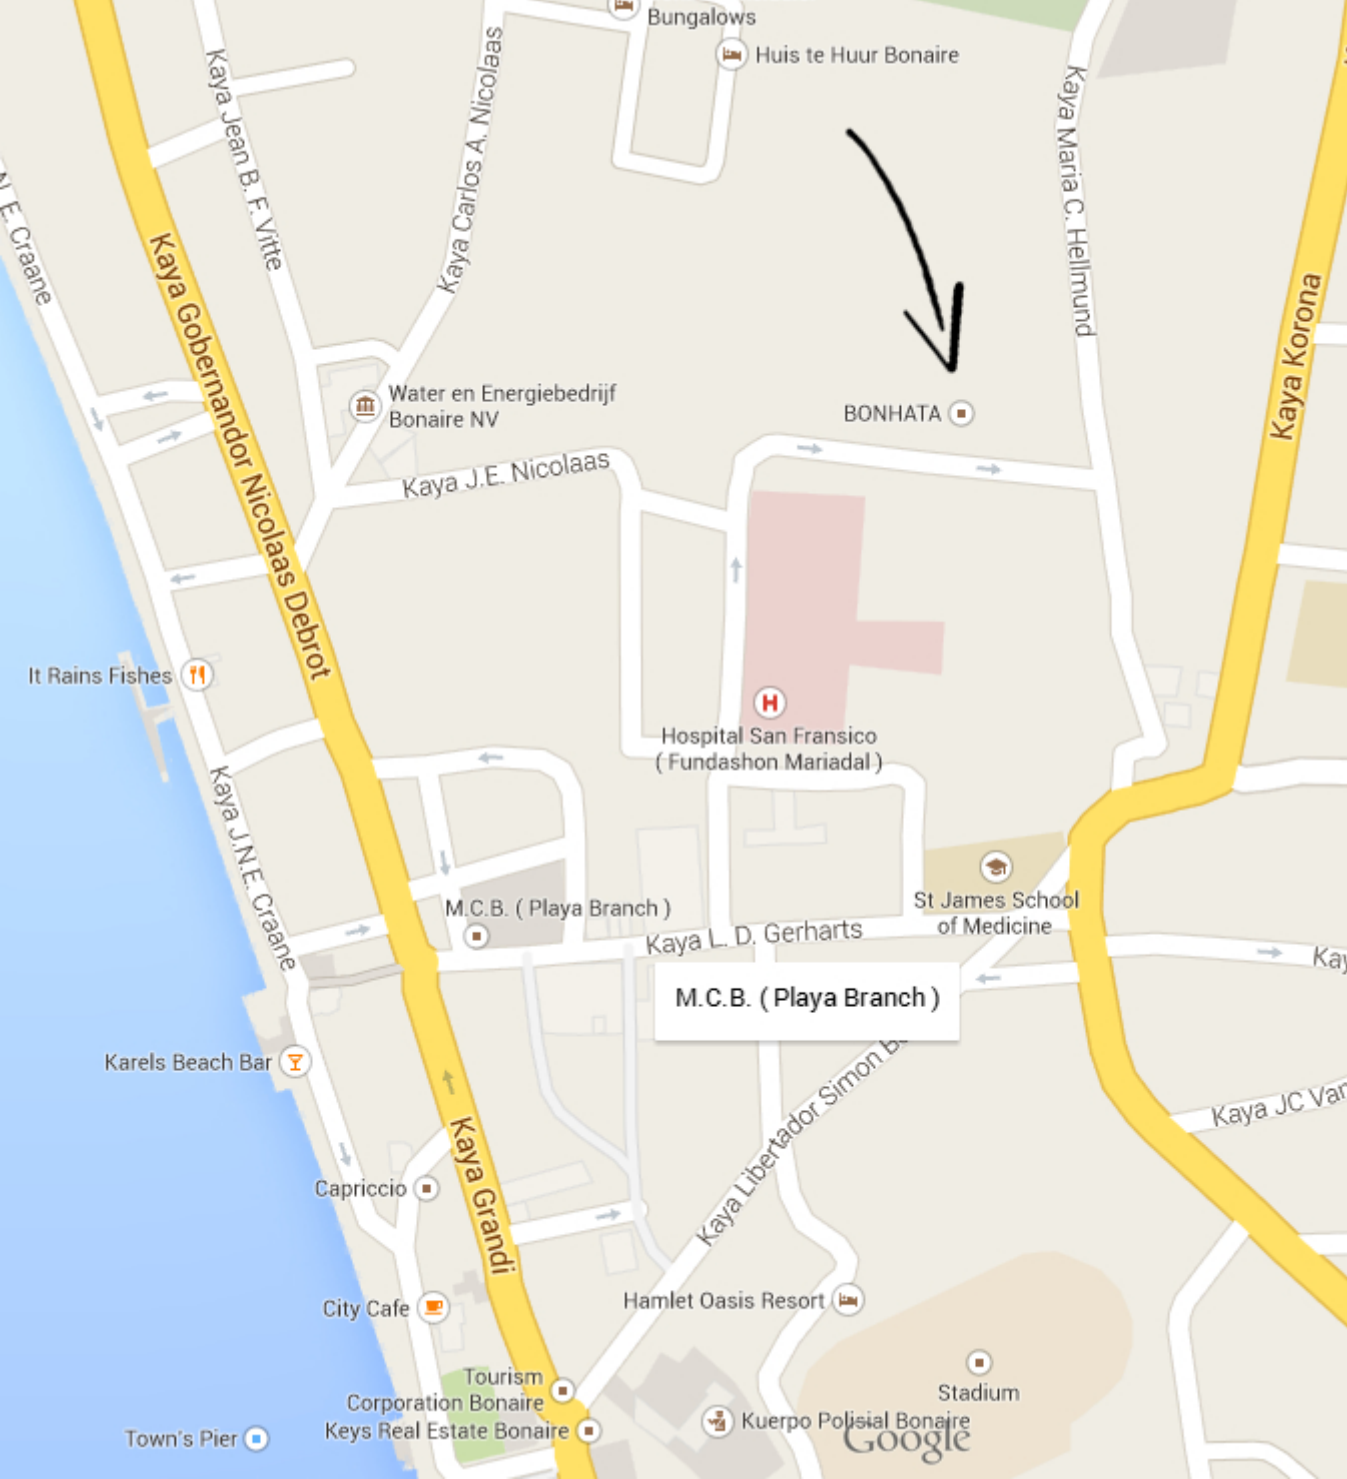 Bungalows
Huis te Huur Bonaire
Kaya Jean B. F. Vitte
Kaya Carlos A. Nicolaas
Kaya Maria C. Hellmund
N. E. Craane
Kaya Gobernandor Nicolaas Debrot
Kaya Korona
Water en Energiebedrijf
Bonaire NV
BONHATA
Kaya J.E. Nicolaas
It Rains Fishes
H
Hospital San Fransico
( Fundashon Mariadal )
Kaya J.N.E. Craane
St James School
of Medicine
M.C.B. ( Playa Branch )
Kaya L. D. Gerharts
Kay
M.C.B. ( Playa Branch )
Karels Beach Bar
Kaya Libertador Simon B
Kaya JC Van
Kaya Grandi
Capriccio
Hamlet Oasis Resort
City Cafe
Stadium
Tourism
Corporation Bonaire
Keys Real Estate Bonaire
Kuerpo Polisial Bonaire
Google
Town's Pier